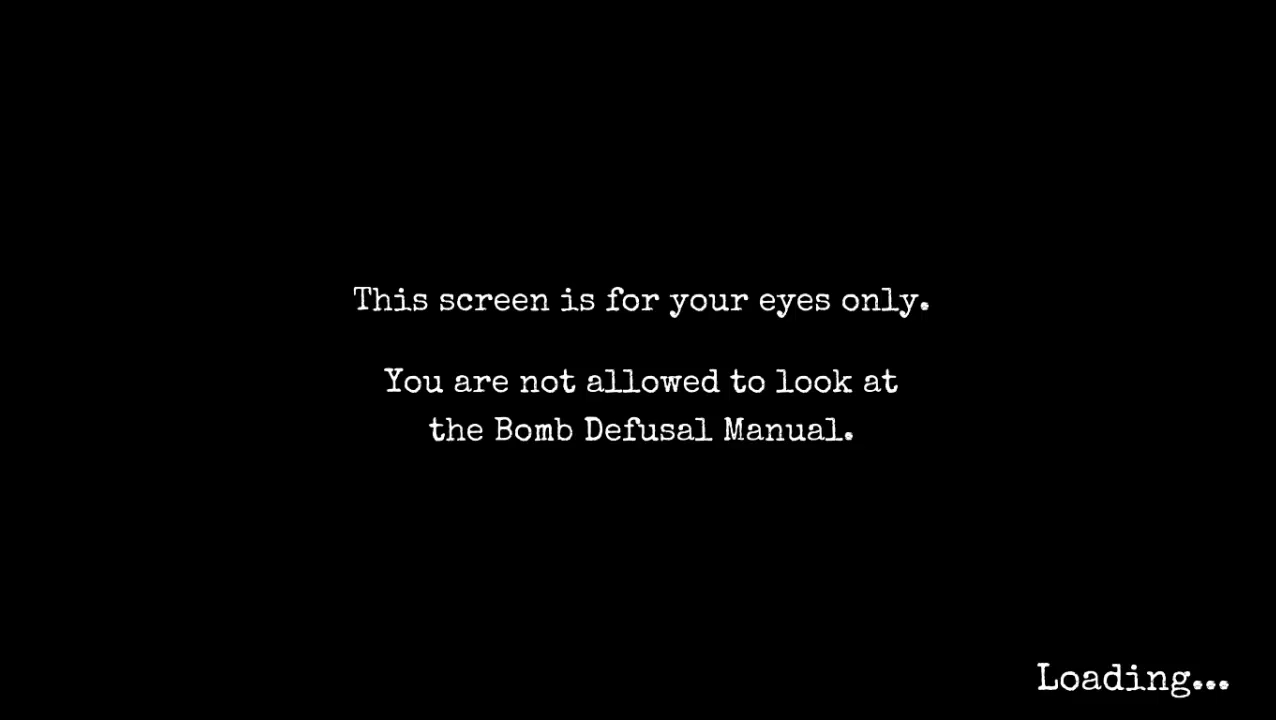 This screen is for your eyes only.
You are not allowed to look at
the Bomb Defusal Manual.
Loading...